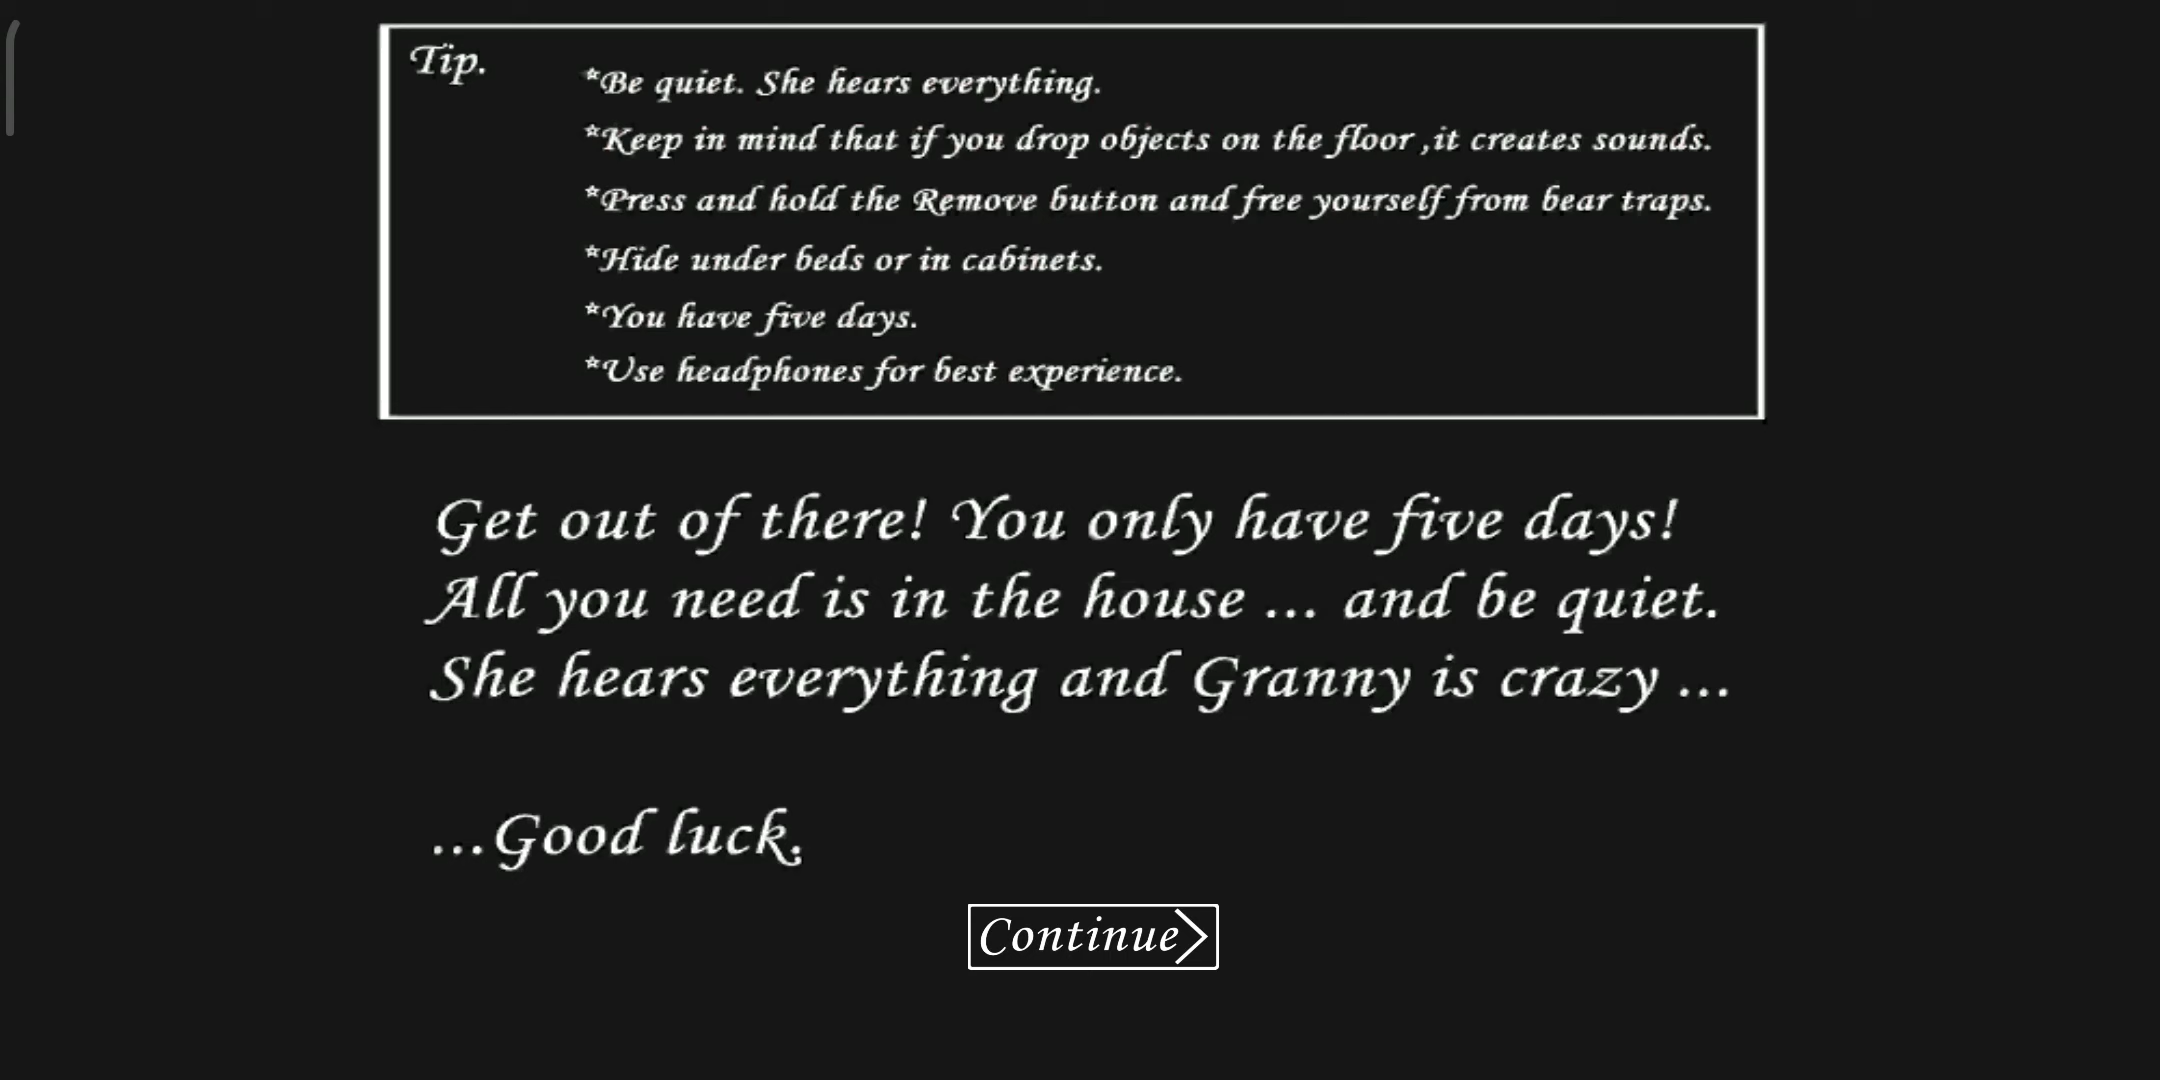 Tip.
*Be quiet. She hears everything.
*Keep in mind that if you drop objects on the floor ,it creates sounds.
*Press and hold the Remove button and free yourself from bear traps.
*Hide under beds or in cabinets.
*You have five days.
*Use headphones for best experience.
Get out of there! You only have five days!
All you need is in the house ... and be quiet.
She hears everything and Granny is crazy ...
...Good luck.
Continue>